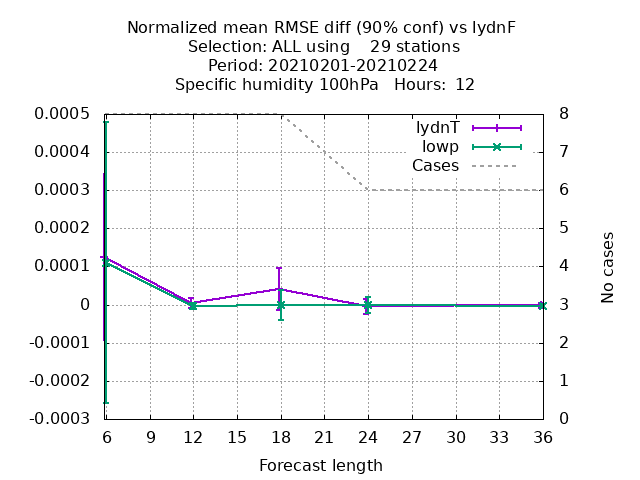 Normalized mean RMSE diff (90% conf) vs lydnF
Selection: ALL using    29 stations
Period: 20210201-20210224
Specific humidity 100hPa   Hours:  12
0.0005
0.0004
0.0003
0.0002
0.0001
0
-0.0001
-0.0002
-0.0003
8
7
6
5
4
3
2
1
0
lydnT
lowp
Cases
No cases
6 9 12 15 18 21 24 27 30 33 36
Forecast length